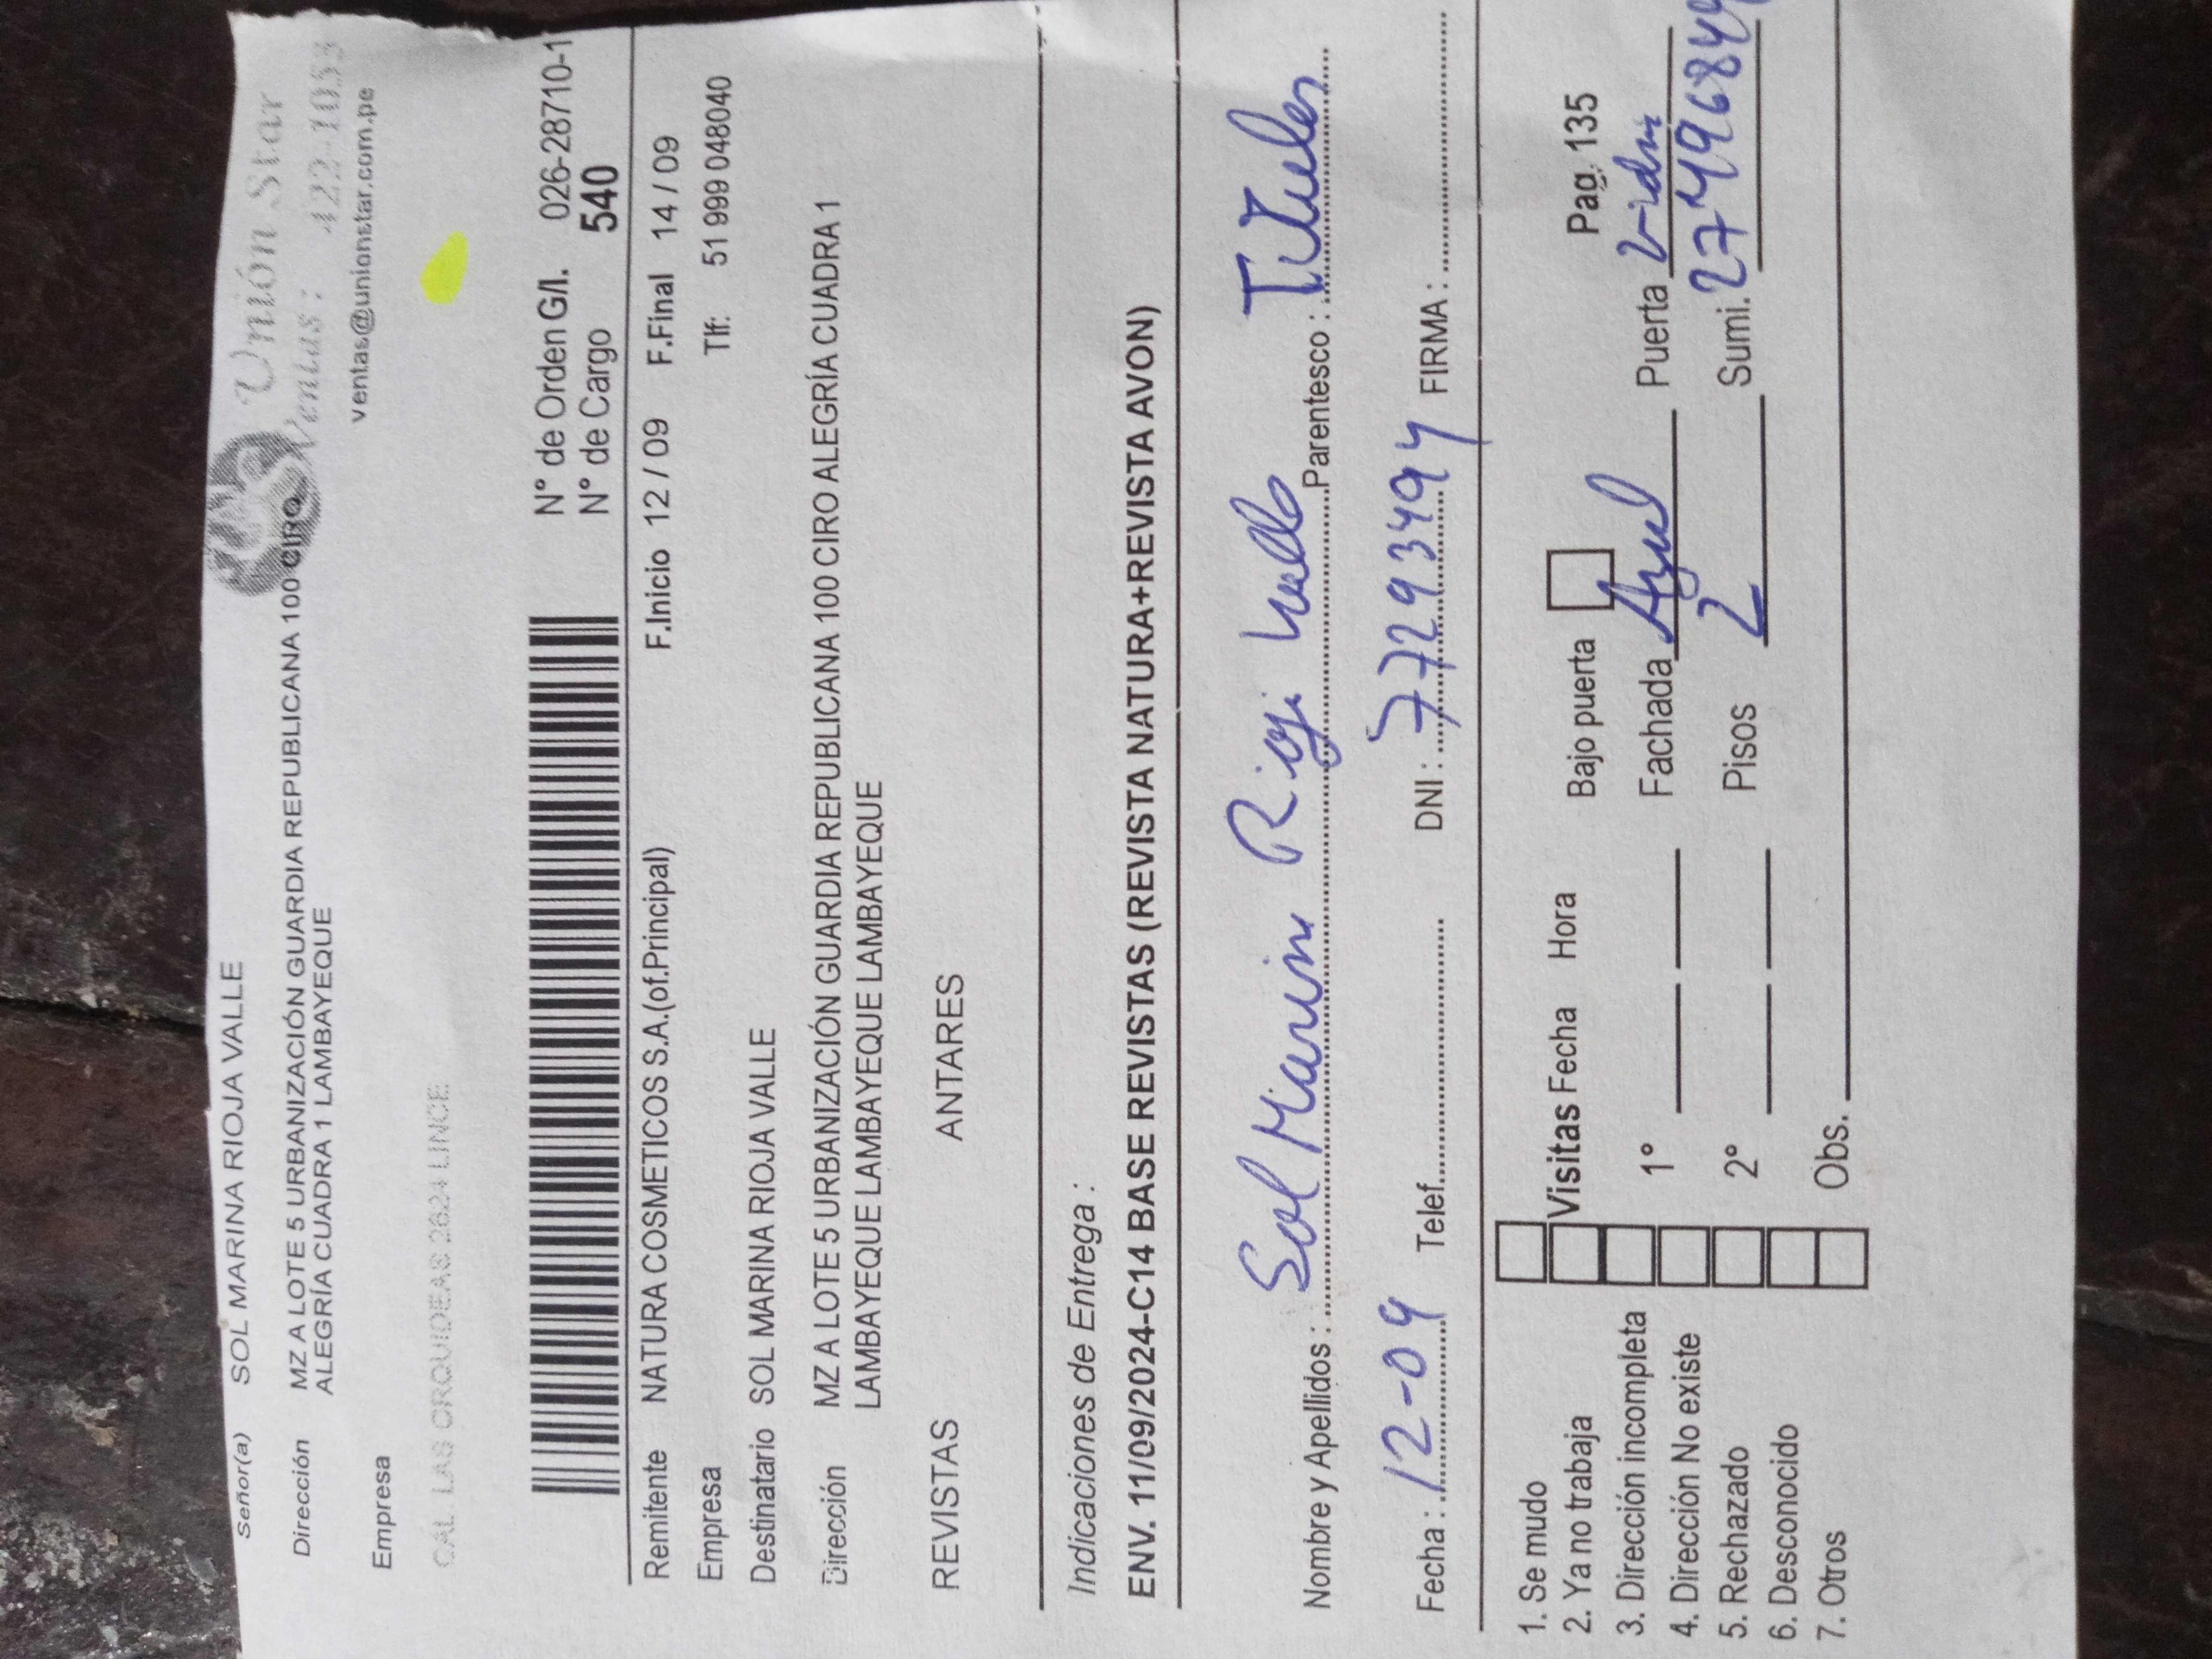 Señor(a) SOL MARINA RIOJA VALLE
Unión Star
Ventas : 422-10
Dirección MZ A LOTE 5 URBANIZACIÓN GUARDIA REPUBLICANA 100 CIRO
ALEGRÍA CUADRA 1 LAMBAYEQUE
ventas@unionstar.com.pe
Empresa
CAL. LAS ORQUIDEAS 2624 LINCE
N° de Orden G/I. 026-28710-1
N° de Cargo 540
Remitente NATURA COSMETICOS S.A.(of.Principal) F.Inicio 12 / 09 F.Final 14 / 09
Empresa Tlf: 51 999 048040
Destinatario SOL MARINA RIOJA VALLE
Dirección MZ A LOTE 5 URBANIZACIÓN GUARDIA REPUBLICANA 100 CIRO ALEGRÍA CUADRA 1
LAMBAYEQUE LAMBAYEQUE LAMBAYEQUE
REVISTAS ANTARES
Indicaciones de Entrega :
ENV. 11/09/2024-C14 BASE REVISTAS (REVISTA NATURA+REVISTA AVON)
Nombre y Apellidos : Sol Marin Parentesco : Titular
Fecha : 12-09 Telef. DNI : 77293494 FIRMA :
1. Se mudo
2. Ya no trabaja Visitas Fecha Hora Bajo puerta Pag. 135
3. Dirección incompleta 1° Fachada Azul Puerta
4. Dirección No existe
5. Rechazado 2° Pisos 2 Sumi.
6. Desconocido
7. Otros Obs.